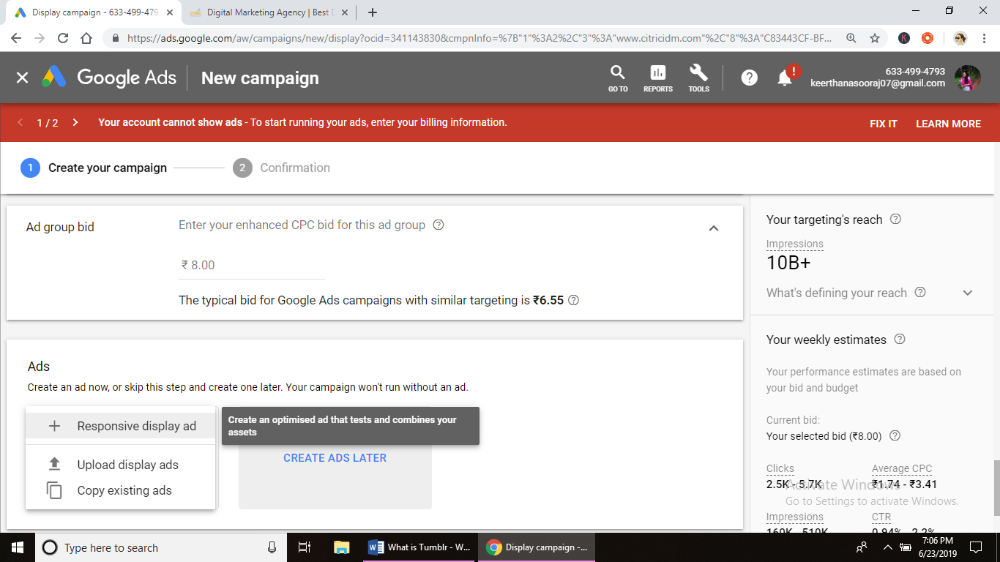 Display campaign - 633-499-479
Digital Marketing Agency | Best D
https://ads.google.com/aw/campaigns/new/display?ocid=341143830&cmpnInfo=%7B"1"%3A2%2C"3"%3A"www.citricidm.com"%2C"8"%3A"C83443CF-BF...
Google Ads
New campaign
GO TO
REPORTS
TOOLS
633-499-4793
keerthanasooraj07@gmail.com
1 / 2
Your account cannot show ads - To start running your ads, enter your billing information.
FIX IT
LEARN MORE
1 Create your campaign
2 Confirmation
Ad group bid
Enter your enhanced CPC bid for this ad group
₹ 8.00
The typical bid for Google Ads campaigns with similar targeting is ₹6.55
Ads
Create an ad now, or skip this step and create one later. Your campaign won't run without an ad.
Responsive display ad
Create an optimised ad that tests and combines your
assets
Upload display ads
Copy existing ads
CREATE ADS LATER
Your targeting's reach
Impressions
10B+
What's defining your reach
Your weekly estimates
Your performance estimates are based on
your bid and budget
Current bid:
Your selected bid (₹8.00)
Clicks
Average CPC
2.5K - 5.7K
₹1.74 - ₹3.41
Activate Windows
Go to Settings to activate Windows.
Impressions
CTR
160K - 510K
0.94% - 2.2%
Type here to search
What is Tumblr - W...
Display campaign -...
7:06 PM
6/23/2019